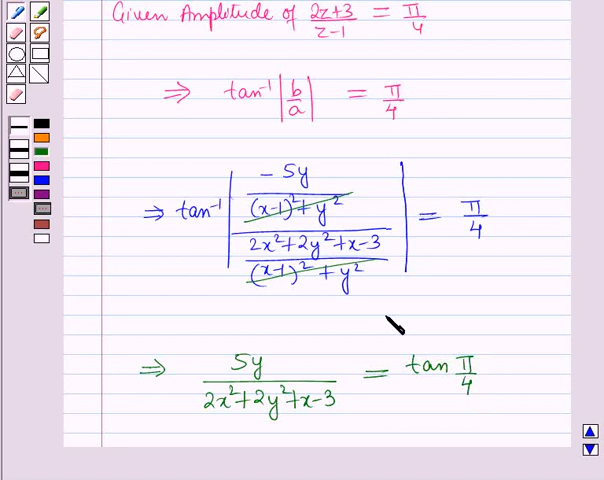 Given Amplitude of (2z+3)/(z-1) = π/4
⇒ tan⁻¹ |b/a| = π/4
⇒ tan⁻¹ |(-5y/((x-1)²+y²))/((2x²+2y²+x-3)/((x-1)²+y²))| = π/4
⇒ 5y/(2x²+2y²+x-3) = tan π/4